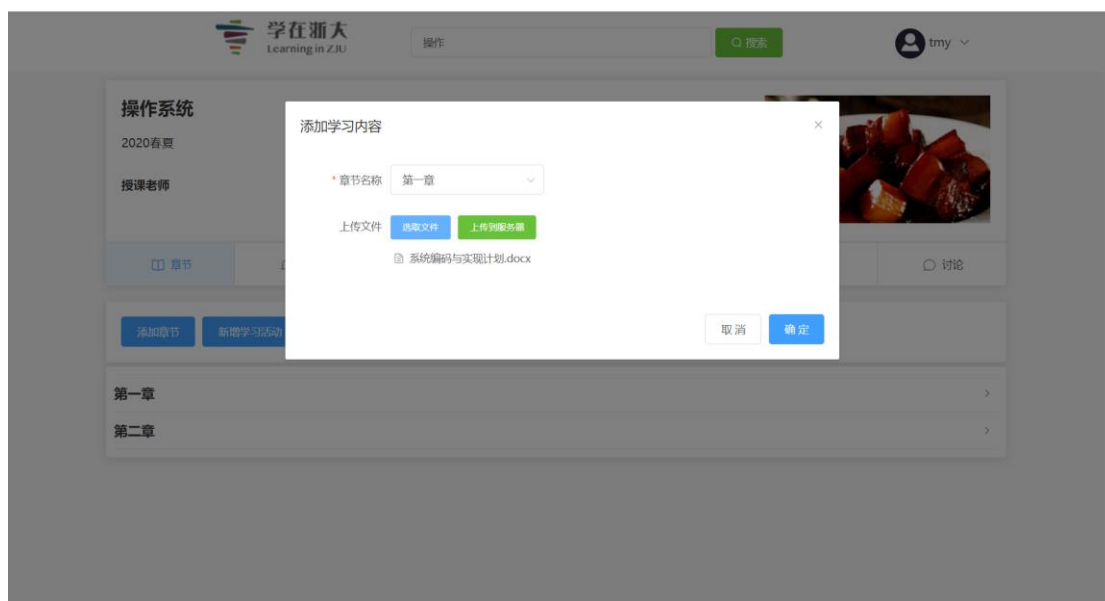 学在浙大
Learning in ZJU
操作
搜索
tmy
操作系统
2020春夏
授课老师
添加学习内容
* 章节名称 第一章
上传文件 选取文件 上传到服务器
系统编码与实现计划.docx
取消 确定
章节
讨论
添加章节 新增学习活动
第一章
第二章